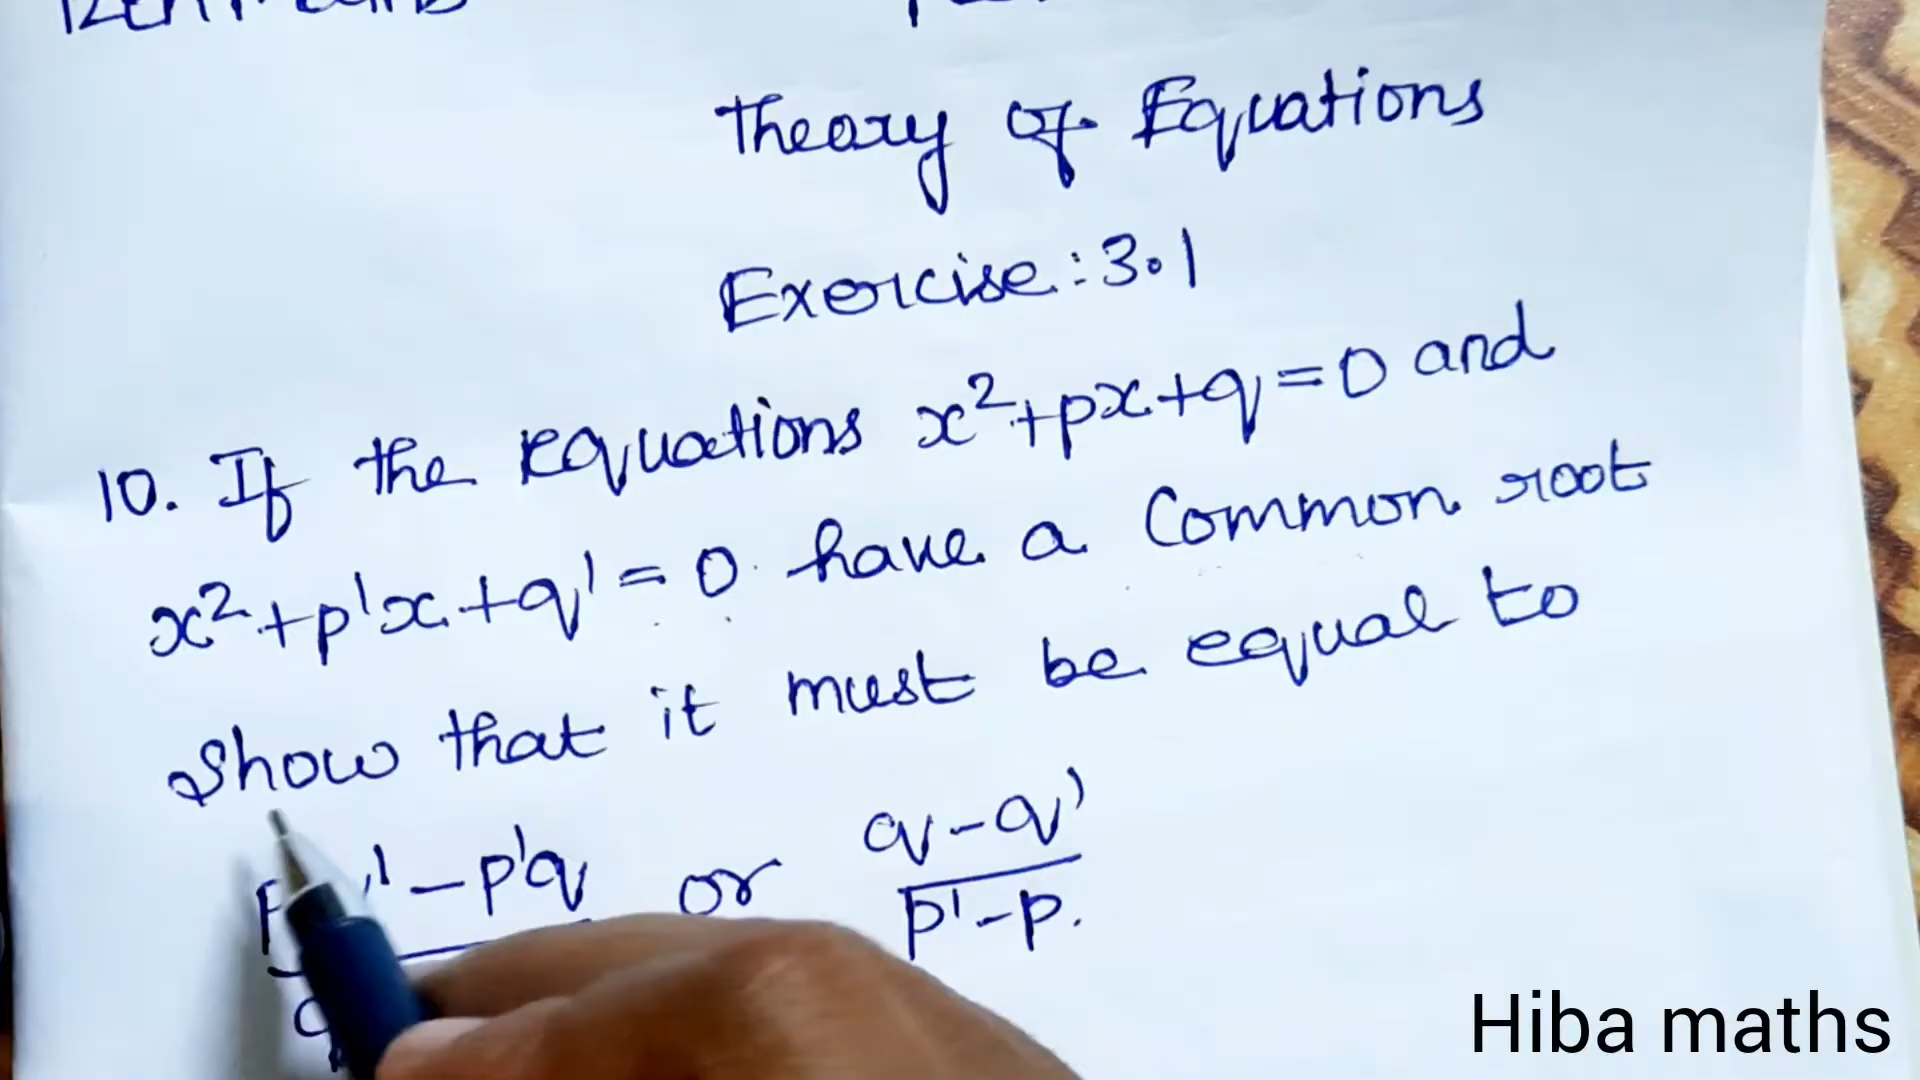 Theory of Equations
Exercise: 3.1
10. If the equations x²+px+q=0 and
x²+p'x+q'=0 have a common root
show that it must be equal to
p '-p'q or q-q'
q p'-p.
Hiba maths